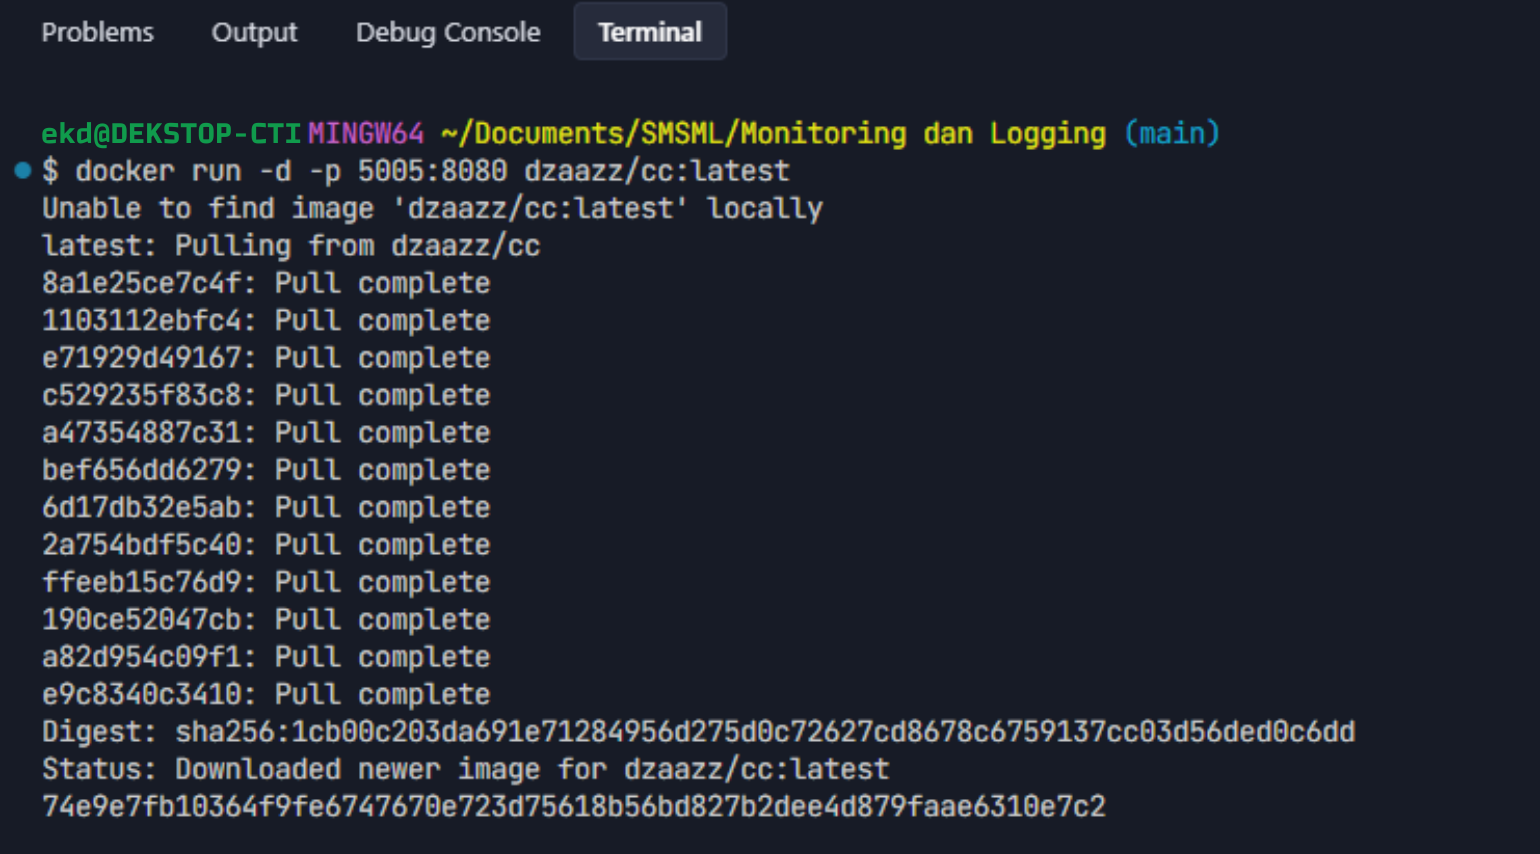 Problems Output Debug Console Terminal
ekd@DEKSTOP-CTI MINGW64 ~/Documents/SMSML/Monitoring dan Logging (main)
$ docker run -d -p 5005:8080 dzaazz/cc:latest
Unable to find image 'dzaazz/cc:latest' locally
latest: Pulling from dzaazz/cc
8a1e25ce7c4f: Pull complete
1103112ebfc4: Pull complete
e71929d49167: Pull complete
c529235f83c8: Pull complete
a47354887c31: Pull complete
bef656dd6279: Pull complete
6d17db32e5ab: Pull complete
2a754bdf5c40: Pull complete
ffeeb15c76d9: Pull complete
190ce52047cb: Pull complete
a82d954c09f1: Pull complete
e9c8340c3410: Pull complete
Digest: sha256:1cb00c203da691e71284956d275d0c72627cd8678c6759137cc03d56ded0c6dd
Status: Downloaded newer image for dzaazz/cc:latest
74e9e7fb10364f9fe6747670e723d75618b56bd827b2dee4d879faae6310e7c2